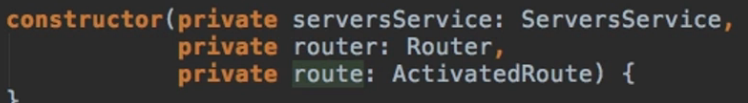 constructor(private serversService: ServersService,
private router: Router,
private route: ActivatedRoute) {
}